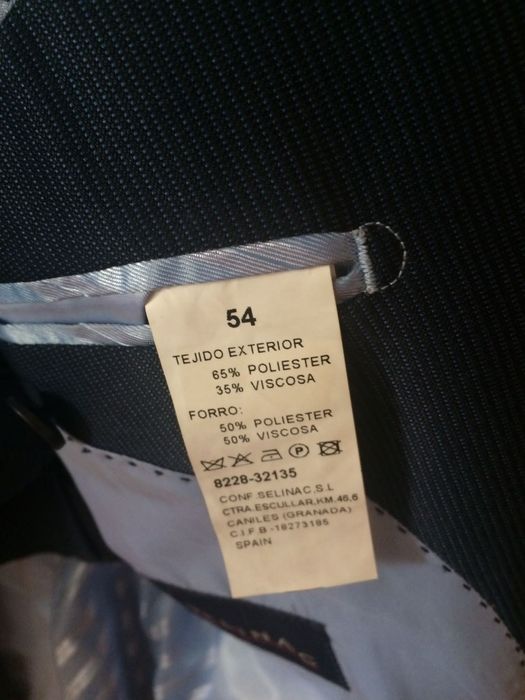 54
TEJIDO EXTERIOR
65% POLIESTER
35% VISCOSA
FORRO:
50% POLIESTER
50% VISCOSA
P
8228-32135
CONF.SELINAC,S.L
CTRA.ESCULLAR,KM.46,6
CANILES (GRANADA)
C.I.F.B-18273185
SPAIN
SELINAC